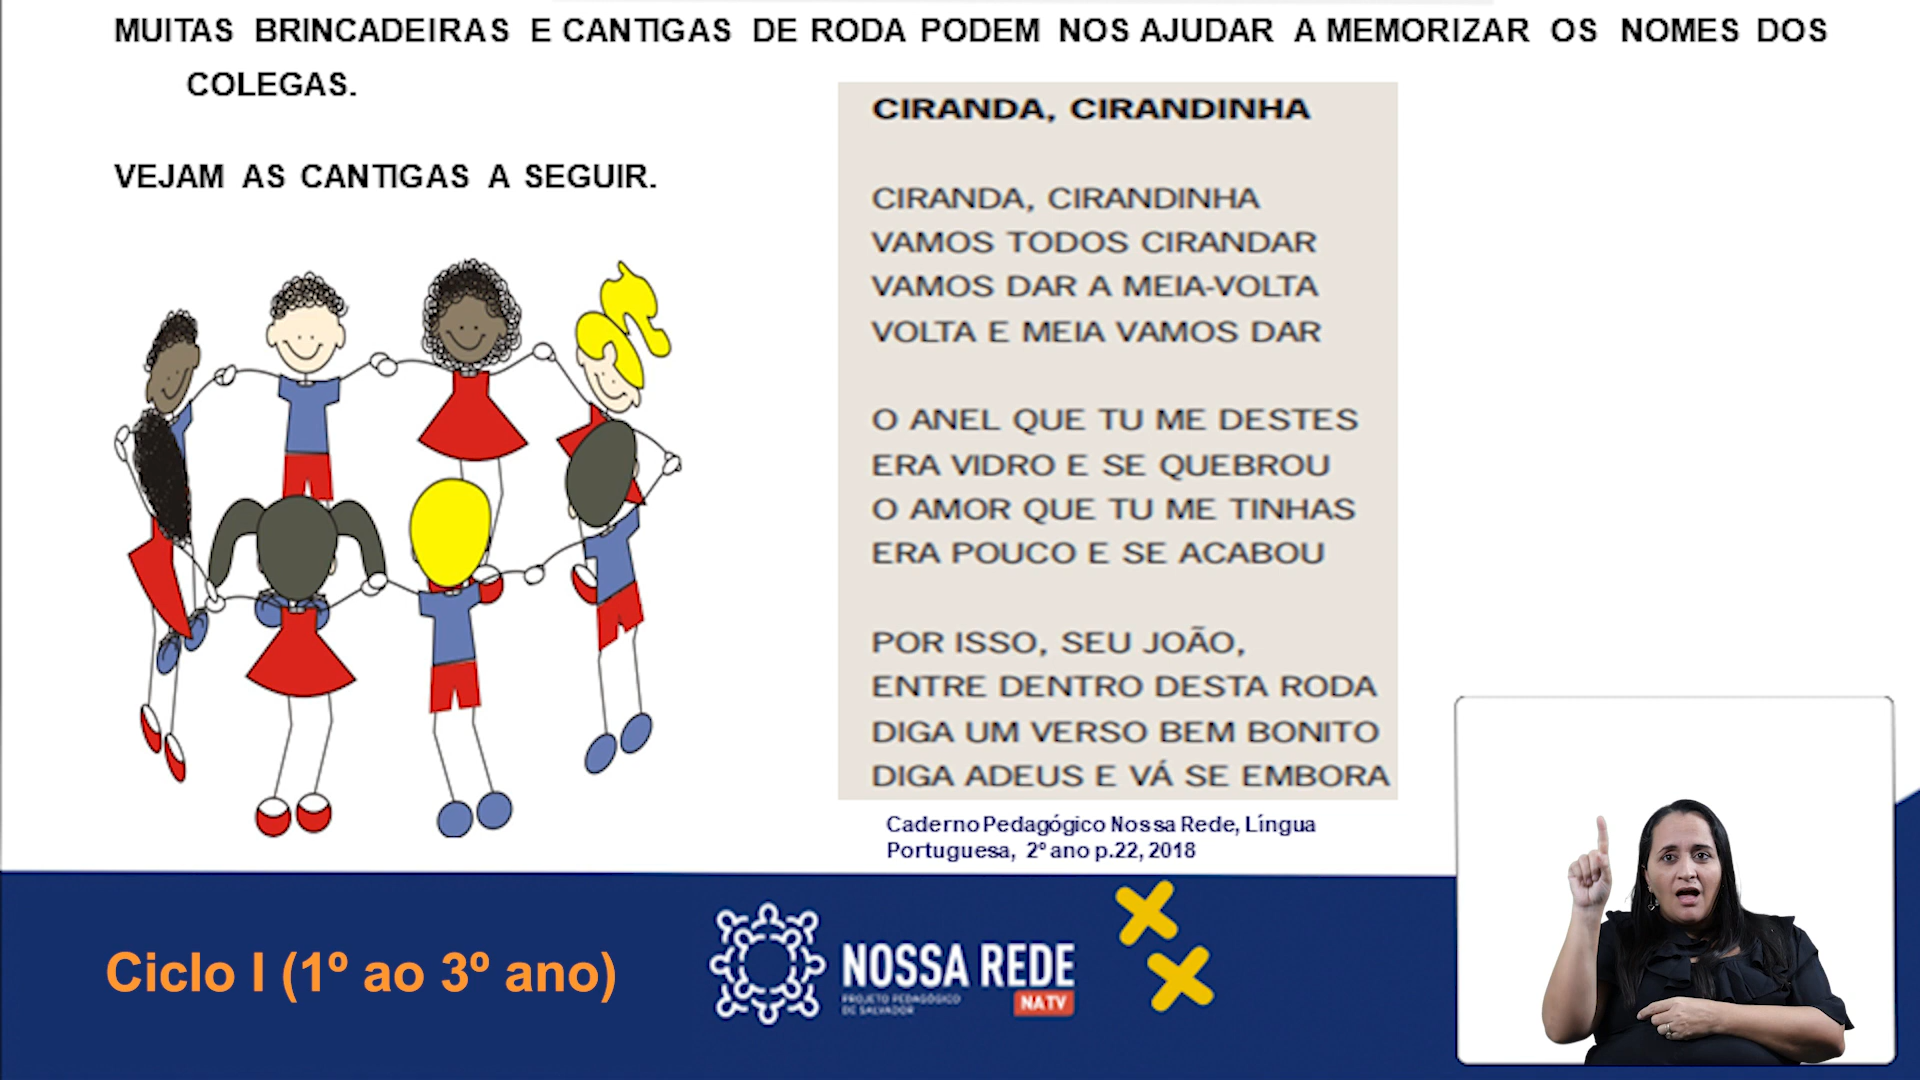 MUITAS BRINCADEIRAS E CANTIGAS DE RODA PODEM NOS AJUDAR A MEMORIZAR OS NOMES DOS
COLEGAS.
VEJAM AS CANTIGAS A SEGUIR.
CIRANDA, CIRANDINHA
CIRANDA, CIRANDINHA
VAMOS TODOS CIRANDAR
VAMOS DAR A MEIA-VOLTA
VOLTA E MEIA VAMOS DAR
O ANEL QUE TU ME DESTES
ERA VIDRO E SE QUEBROU
O AMOR QUE TU ME TINHAS
ERA POUCO E SE ACABOU
POR ISSO, SEU JOÃO,
ENTRE DENTRO DESTA RODA
DIGA UM VERSO BEM BONITO
DIGA ADEUS E VÁ SE EMBORA
Caderno Pedagógico Nossa Rede, Língua
Portuguesa, 2º ano p.22, 2018
Ciclo I (1º ao 3º ano)
NOSSA REDE
PROJETO PEDAGÓGICO
DE SALVADOR
NA TV